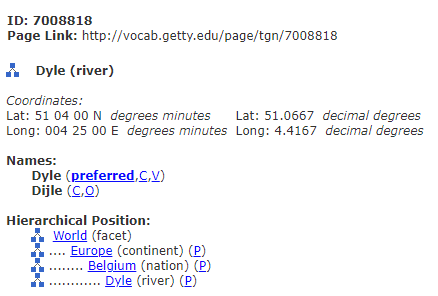 ID: 7008818
Page Link: http://vocab.getty.edu/page/tgn/7008818
Dyle (river)
Coordinates:
Lat: 51 04 00 N degrees minutes Lat: 51.0667 decimal degrees
Long: 004 25 00 E degrees minutes Long: 4.4167 decimal degrees
Names:
Dyle (preferred,C,V)
Dijle (C,O)
Hierarchical Position:
World (facet)
.... Europe (continent) (P)
........ Belgium (nation) (P)
............ Dyle (river) (P)